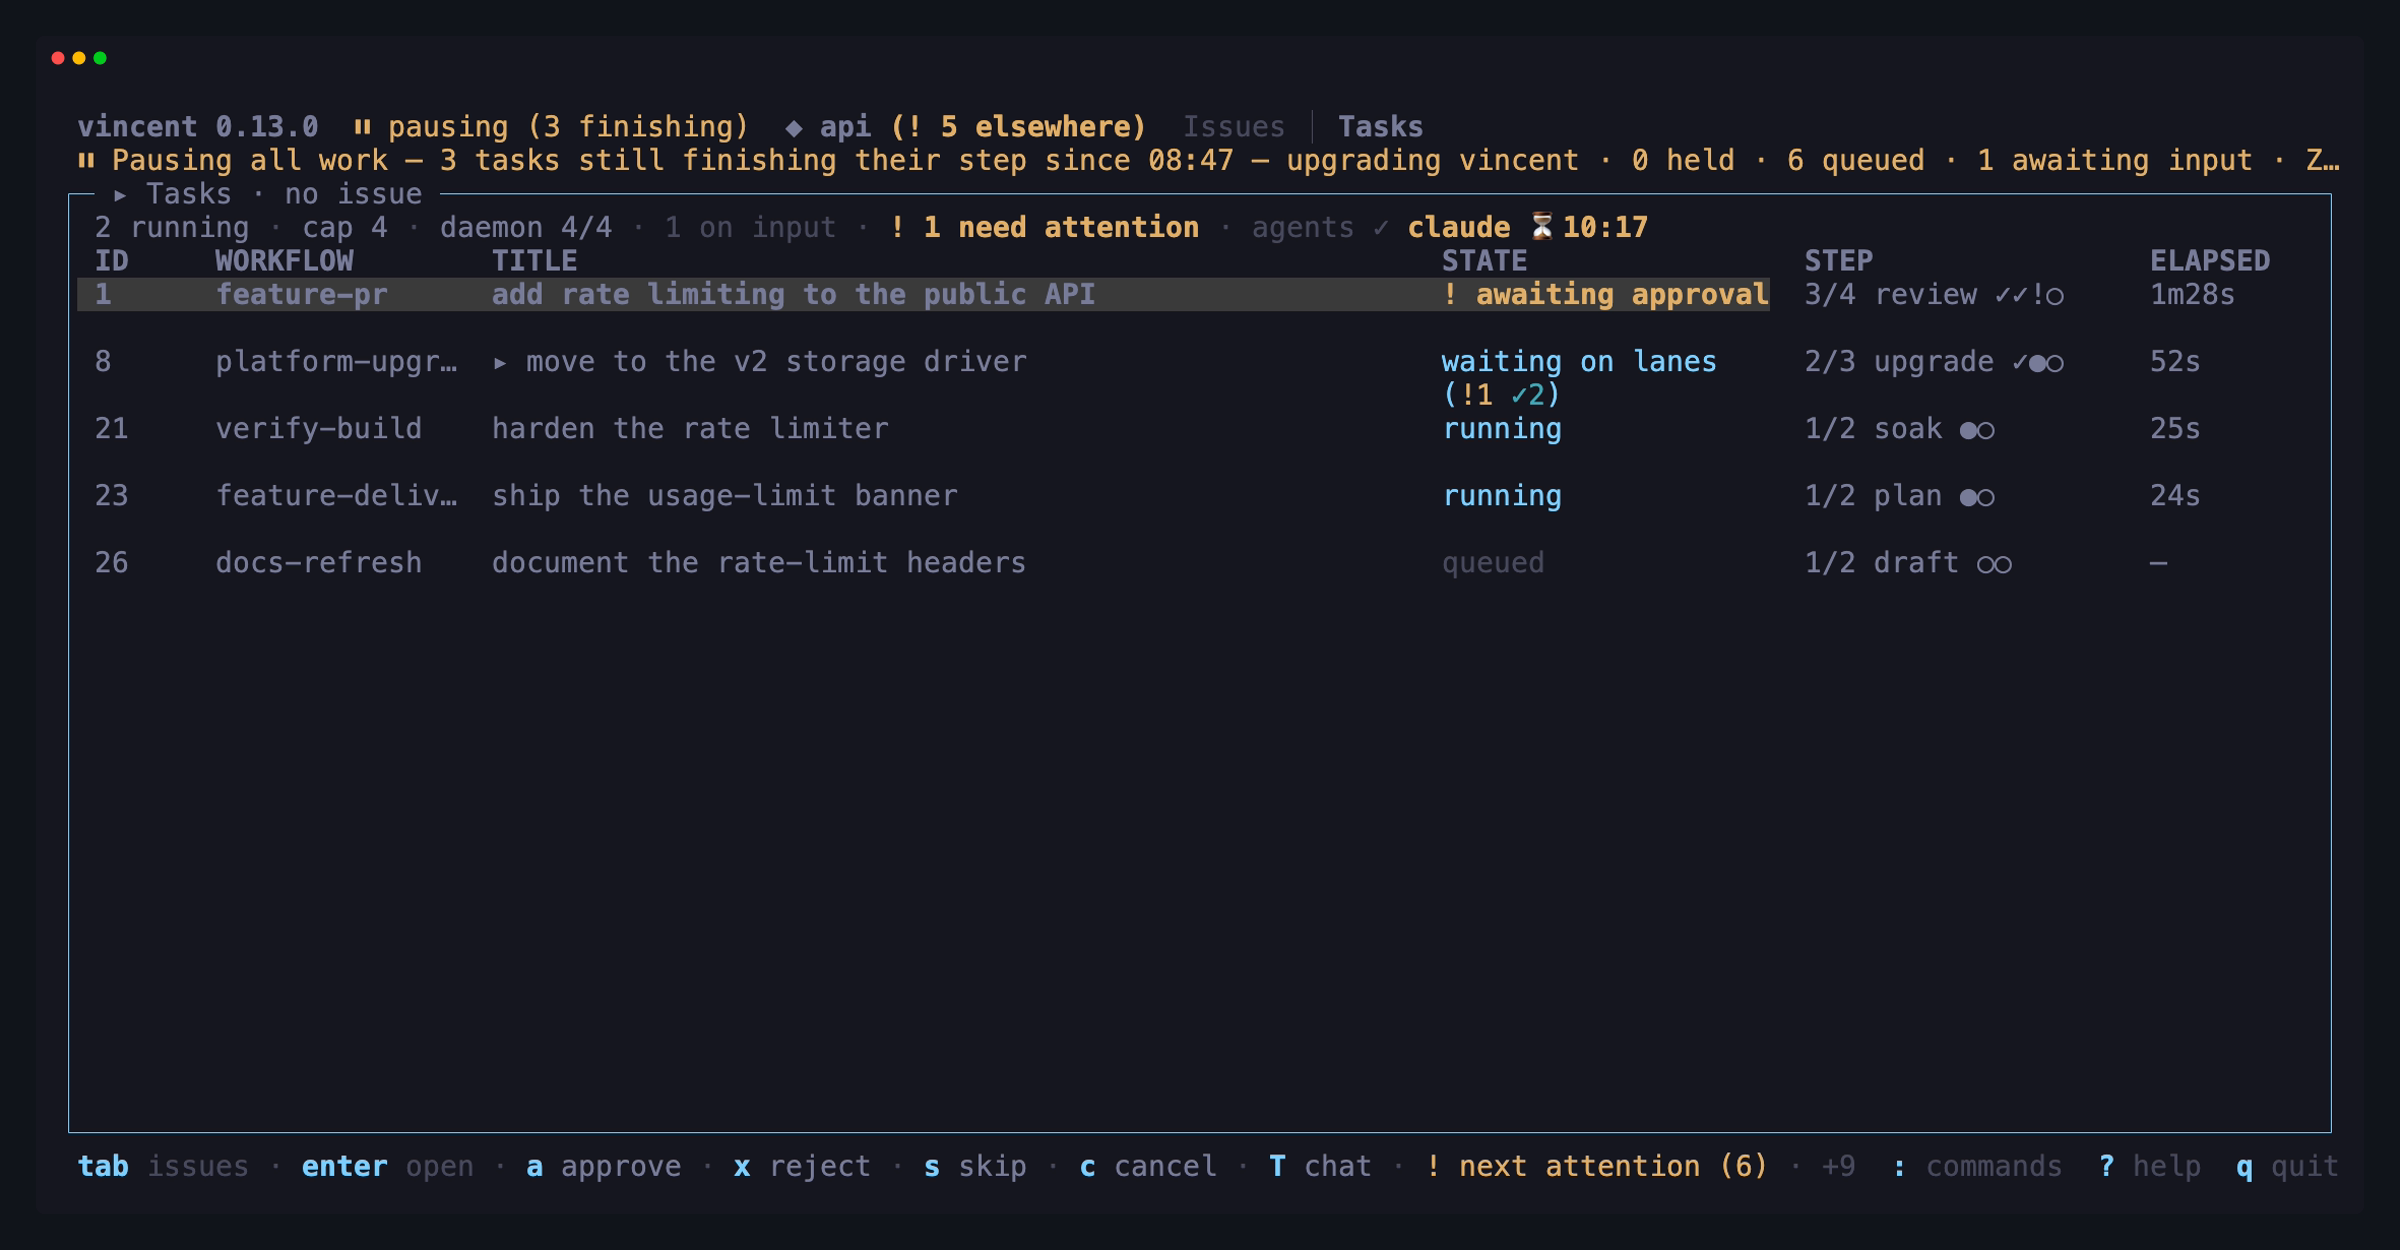 vincent 0.13.0 ⏸ pausing (3 finishing) ◆ api (! 5 elsewhere) Issues │ Tasks
⏸ Pausing all work — 3 tasks still finishing their step since 08:47 — upgrading vincent · 0 held · 6 queued · 1 awaiting input · Z…
▸ Tasks · no issue
2 running · cap 4 · daemon 4/4 · 1 on input · ! 1 need attention · agents ✓ claude ⏳10:17
ID WORKFLOW TITLE STATE STEP ELAPSED
1 feature-pr add rate limiting to the public API ! awaiting approval 3/4 review ✓✓!○ 1m28s
8 platform-upgr… ▸ move to the v2 storage driver waiting on lanes 2/3 upgrade ✓●○ 52s
(!1 ✓2)
21 verify-build harden the rate limiter running 1/2 soak ●○ 25s
23 feature-deliv… ship the usage-limit banner running 1/2 plan ●○ 24s
26 docs-refresh document the rate-limit headers queued 1/2 draft ○○ —
tab issues · enter open · a approve · x reject · s skip · c cancel · T chat · ! next attention (6) · +9 : commands ? help q quit